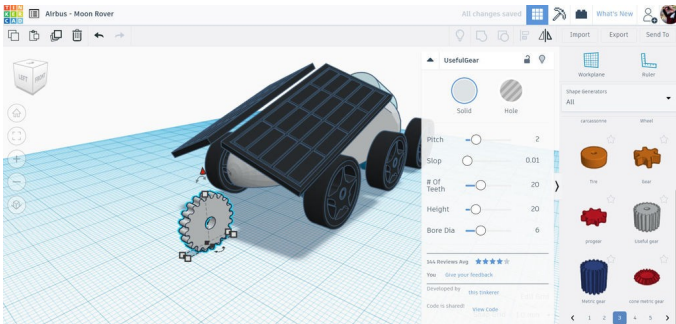 TIN
KER
CAD
AIrbus - Moon Rover
All changes saved
What's New
Import
Export
Send To
LEFT
FRONT
UsefulGear
Solid
Hole
Pitch
2
Slop
0.01
# Of
Teeth
20
Height
20
Bore Dia
6
544 Reviews Avg
You
Give your feedback
Developed by
this tinkerer
Code is shared!
View Code
Workplane
Ruler
Shape Generators
All
carcassonne
Wheel
Tire
Gear
progear
Useful gear
Metric gear
cone metric gear
1 2 3 4 5